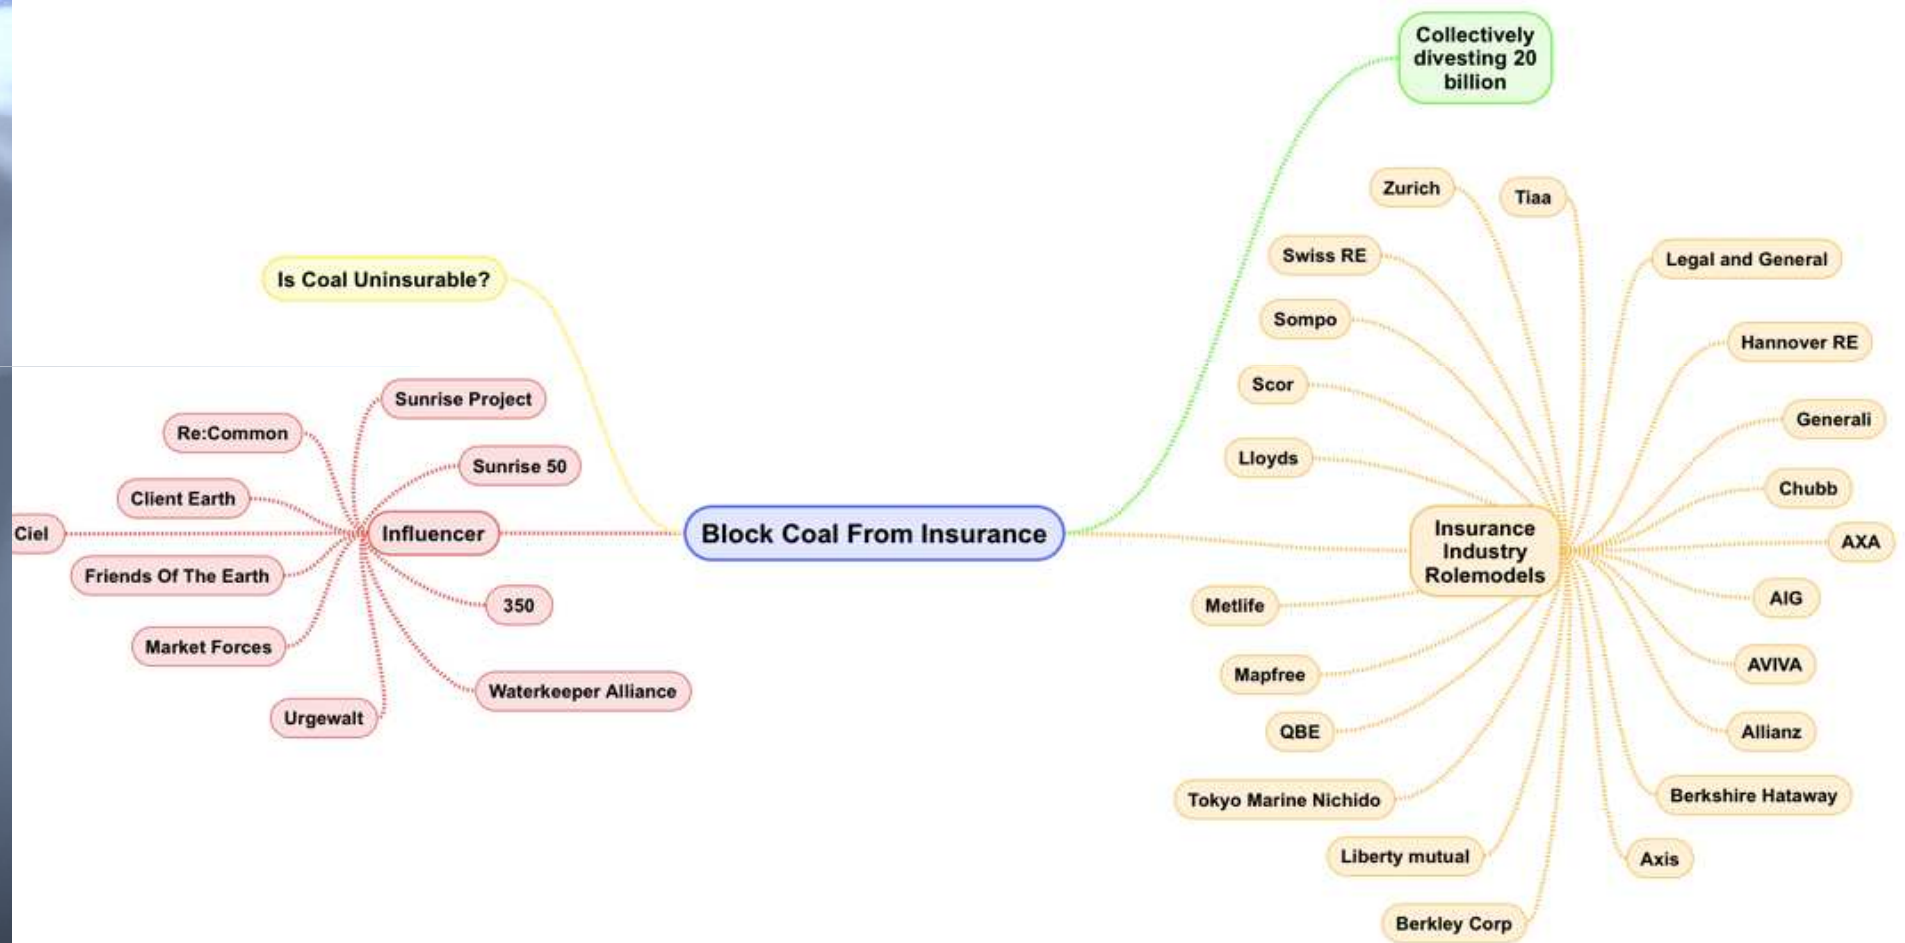 Collectively
divesting 20
billion
Zurich
Tiaa
Swiss RE
Legal and General
Is Coal Uninsurable?
Sompo
Hannover RE
Scor
Sunrise Project
Generali
Re:Common
Lloyds
Sunrise 50
Chubb
Client Earth
Ciel
Influencer
Block Coal From Insurance
Insurance
Industry
Rolemodels
AXA
Friends Of The Earth
350
Metlife
AIG
Market Forces
Mapfree
AVIVA
Waterkeeper Alliance
Urgewalt
QBE
Allianz
Tokyo Marine Nichido
Berkshire Hataway
Liberty mutual
Axis
Berkley Corp